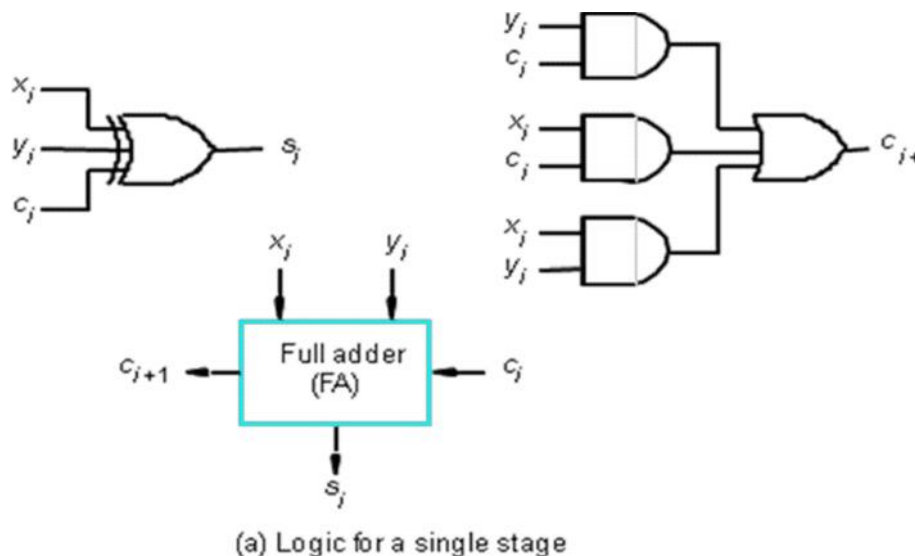 x_i
y_i
c_i
s_i
y_i
c_i
x_i
c_i
x_i
y_i
c_{i+
x_i y_i
c_{i+1} Full adder (FA) c_i
s_i
(a) Logic for a single stage